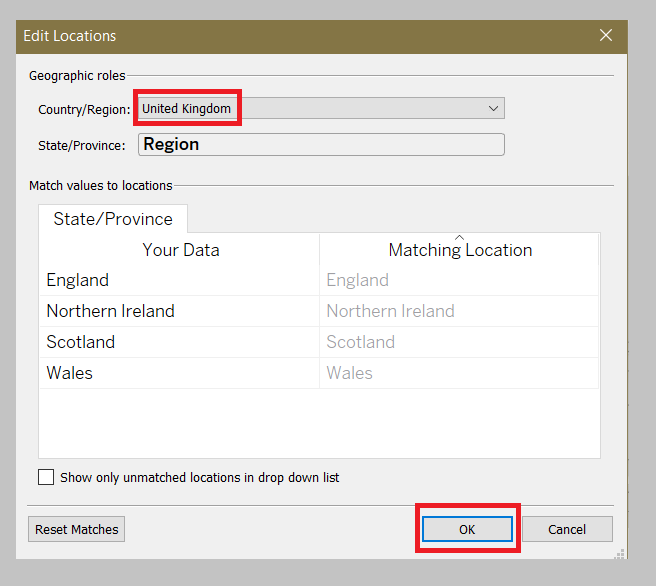 Edit Locations
Geographic roles
Country/Region: United Kingdom
State/Province: Region
Match values to locations
State/Province
Your Data Matching Location
England England
Northern Ireland Northern Ireland
Scotland Scotland
Wales Wales
Show only unmatched locations in drop down list
Reset Matches OK Cancel